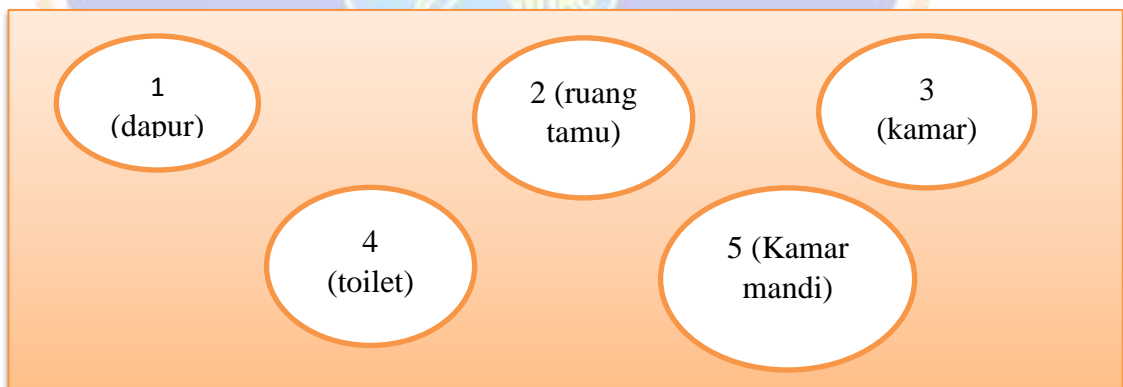 1
(dapur)
2 (ruang
tamu)
3
(kamar)
4
(toilet)
5 (Kamar
mandi)